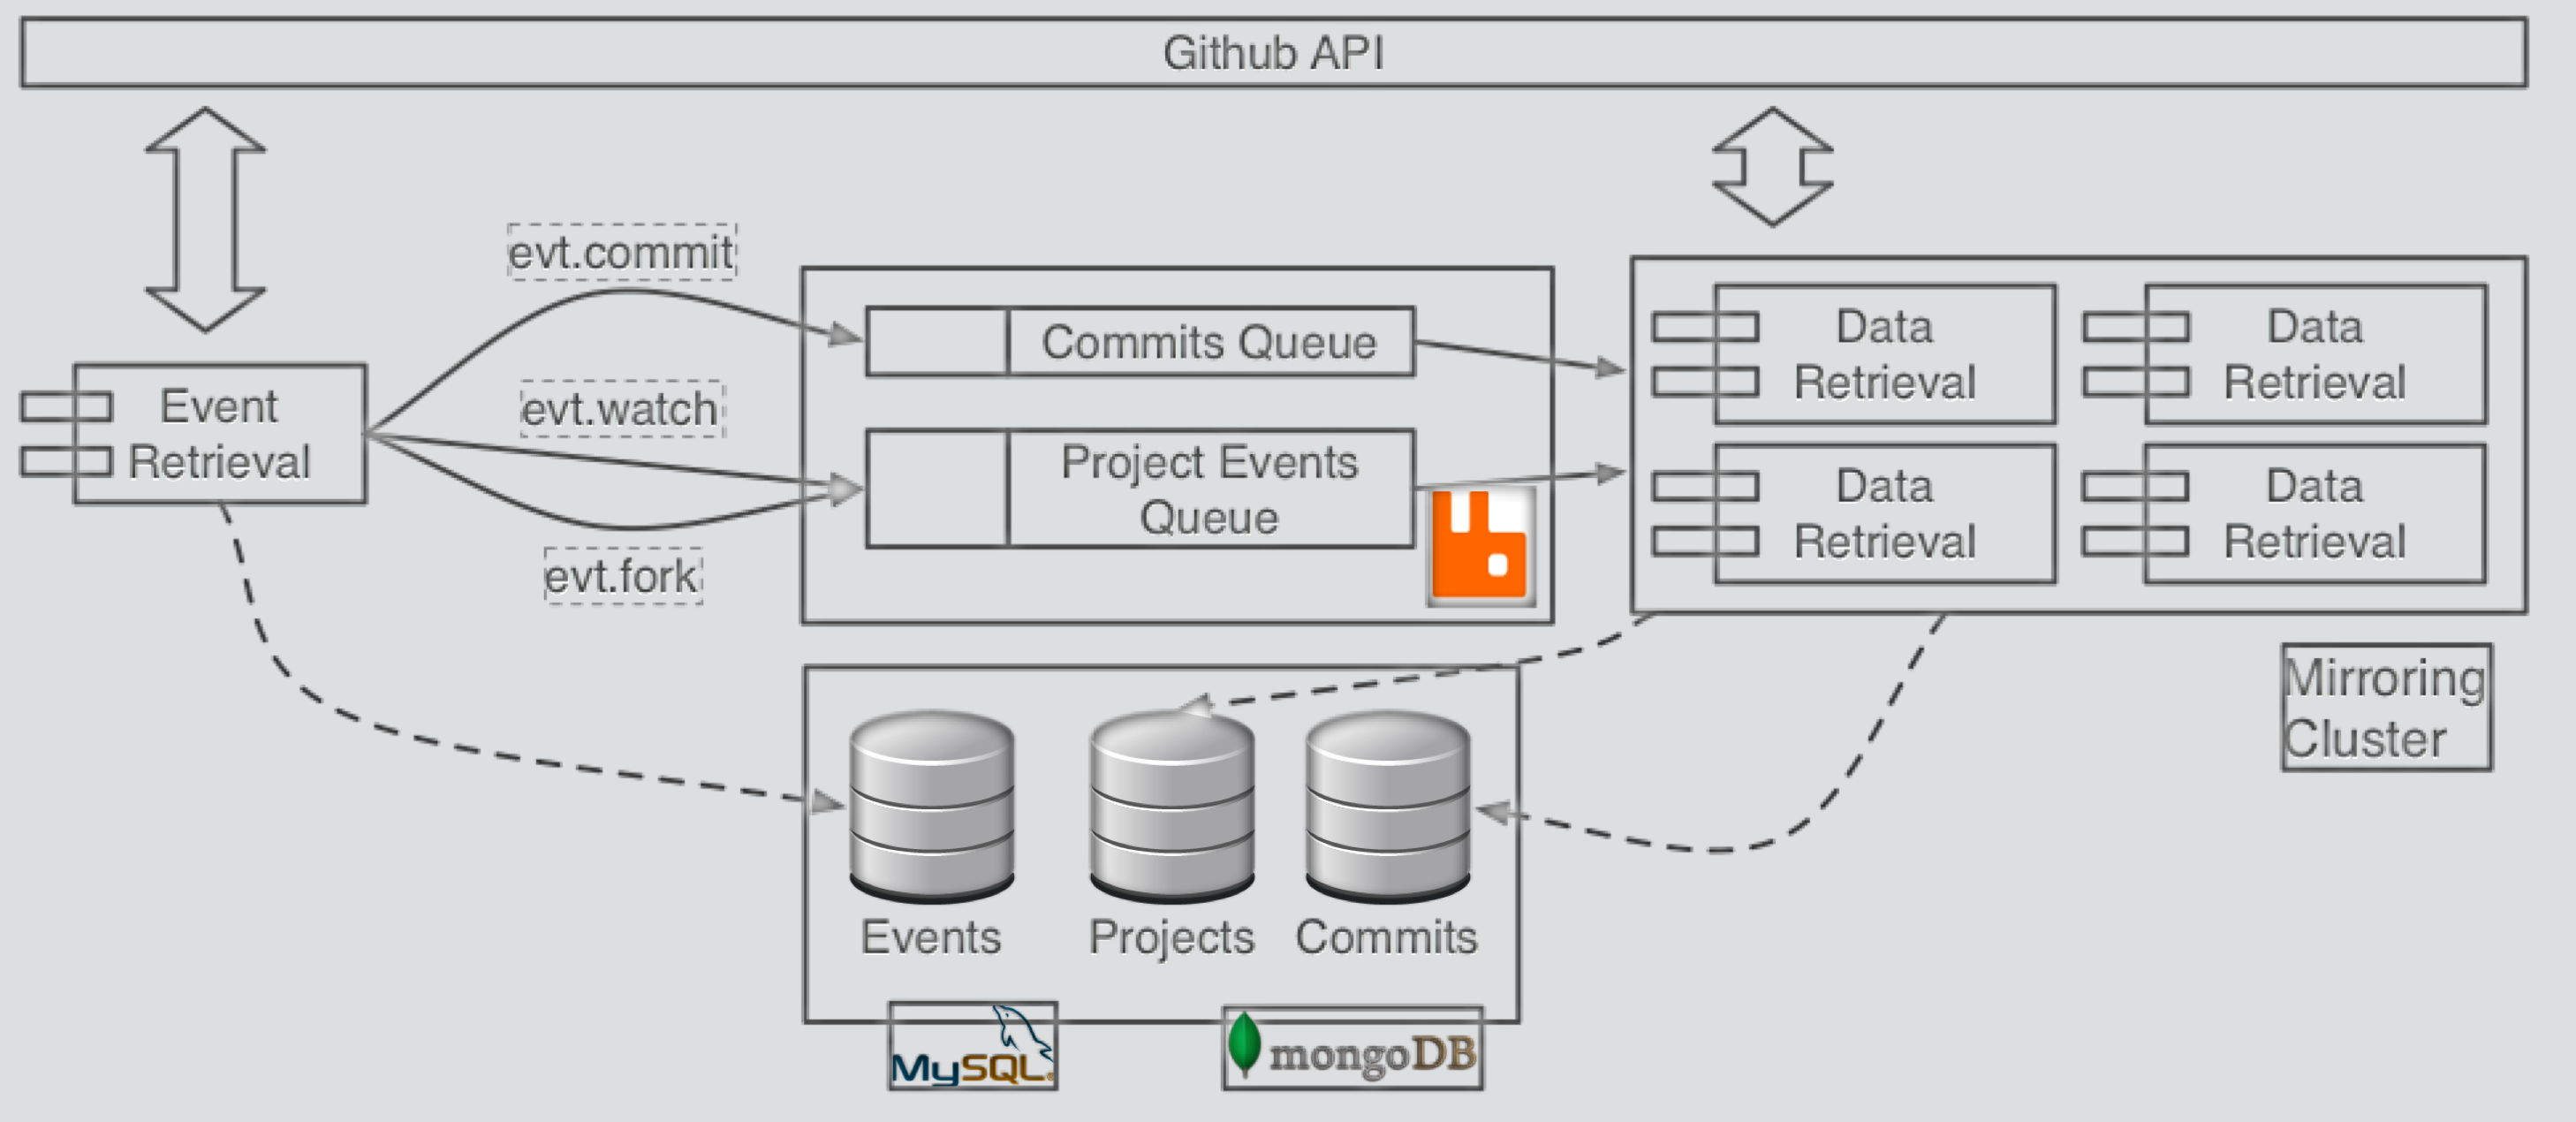 Github API
evt.commit
evt.watch
evt.fork
Event
Retrieval
Commits Queue
Project Events
Queue
Data
Retrieval
Data
Retrieval
Data
Retrieval
Data
Retrieval
Mirroring
Cluster
Events
Projects
Commits
MySQL
mongoDB